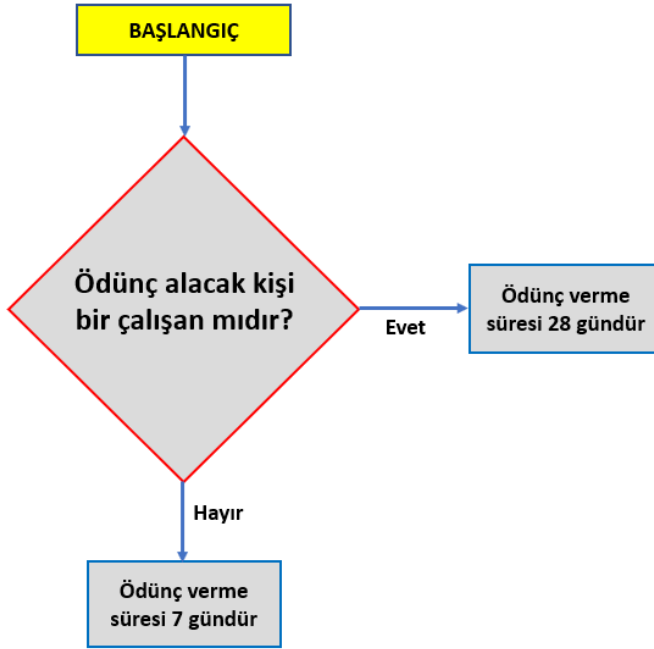 BAŞLANGIÇ
Ödünç alacak kişi
bir çalışan mıdır?
Evet
Ödünç verme
süresi 28 gündür
Hayır
Ödünç verme
süresi 7 gündür